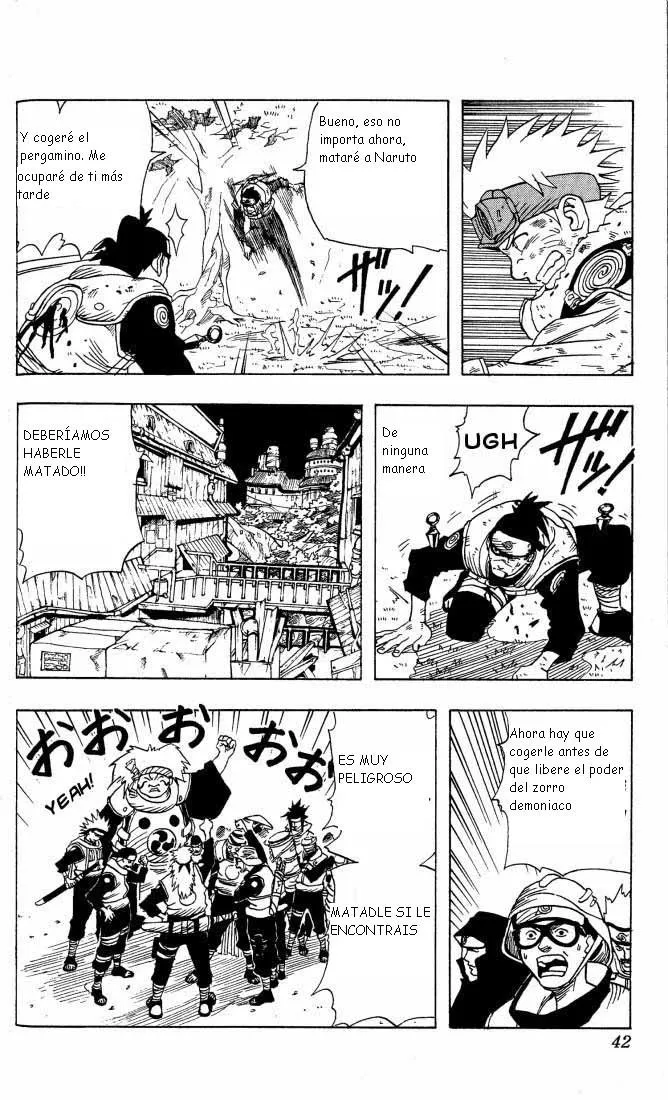 Bueno, eso no
importa ahora,
mataré a Naruto
Y cogeré el
pergamino. Me
ocuparé de ti más
tarde
ザッ!
UGH
ザッ!
De
ninguna
manera
DEBERÍAMOS
HABERLE
MATADO!!
Ahora hay que
cogerle antes de
que libere el poder
del zorro
demoniaco
ES MUY
PELIGROSO
MATADLE SI LE
ENCONTRAIS
おおおおお
YEAH!
42